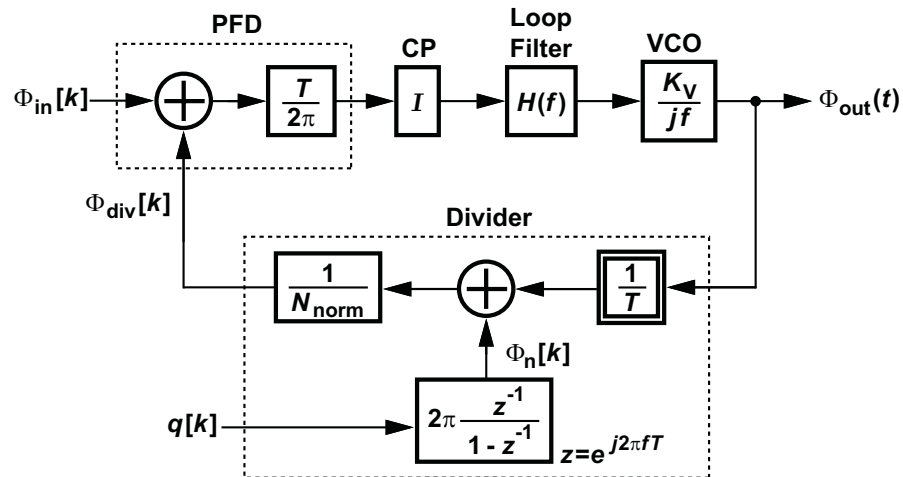 PFD
CP
Loop
Filter
VCO
Φin[k]
T
2π
I
H(f)
KV
jf
Φout(t)
Φdiv[k]
Divider
1
Nnorm
1
T
Φn[k]
q[k]
2π z⁻¹
1 - z⁻¹
z=e^j2πfT